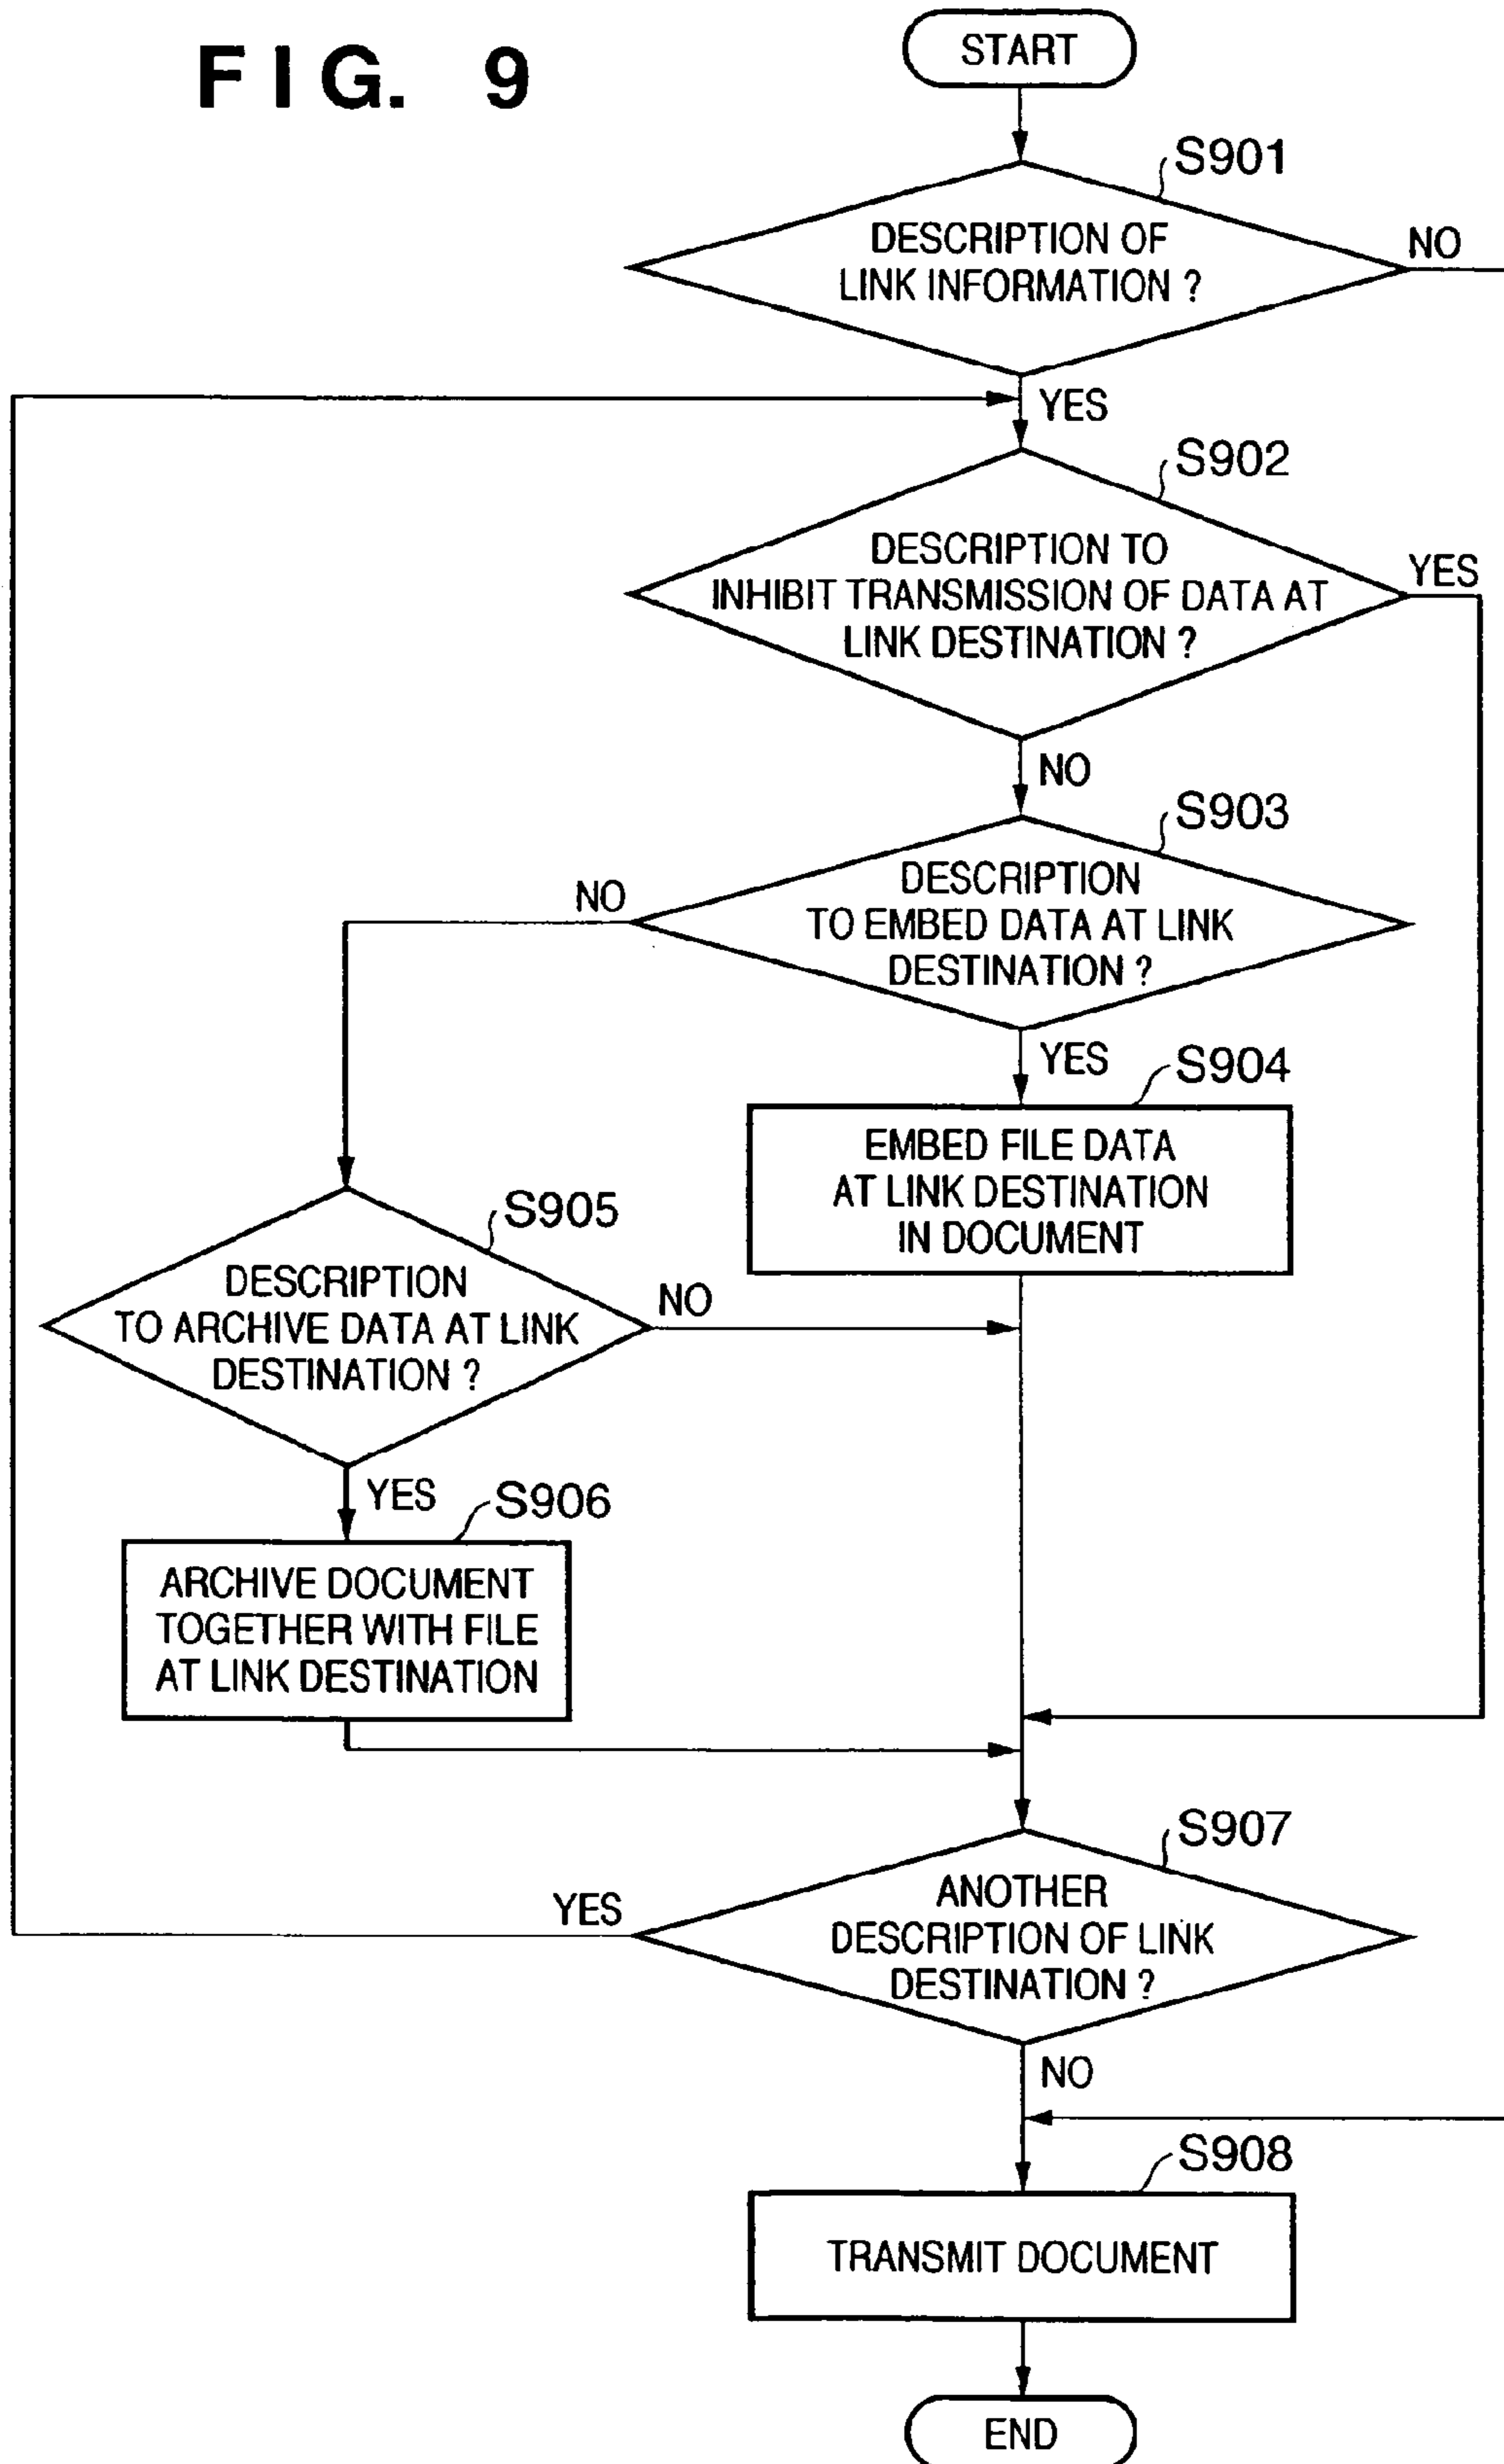 FIG. 9
START
S901
DESCRIPTION OF
LINK INFORMATION ?
NO
YES
S902
DESCRIPTION TO
INHIBIT TRANSMISSION OF DATA AT
LINK DESTINATION ?
YES
NO
S903
DESCRIPTION
TO EMBED DATA AT LINK
DESTINATION ?
NO
YES
S904
EMBED FILE DATA
AT LINK DESTINATION
IN DOCUMENT
S905
DESCRIPTION
TO ARCHIVE DATA AT LINK
DESTINATION ?
NO
YES
S906
ARCHIVE DOCUMENT
TOGETHER WITH FILE
AT LINK DESTINATION
S907
ANOTHER
DESCRIPTION OF LINK
DESTINATION ?
YES
NO
S908
TRANSMIT DOCUMENT
END